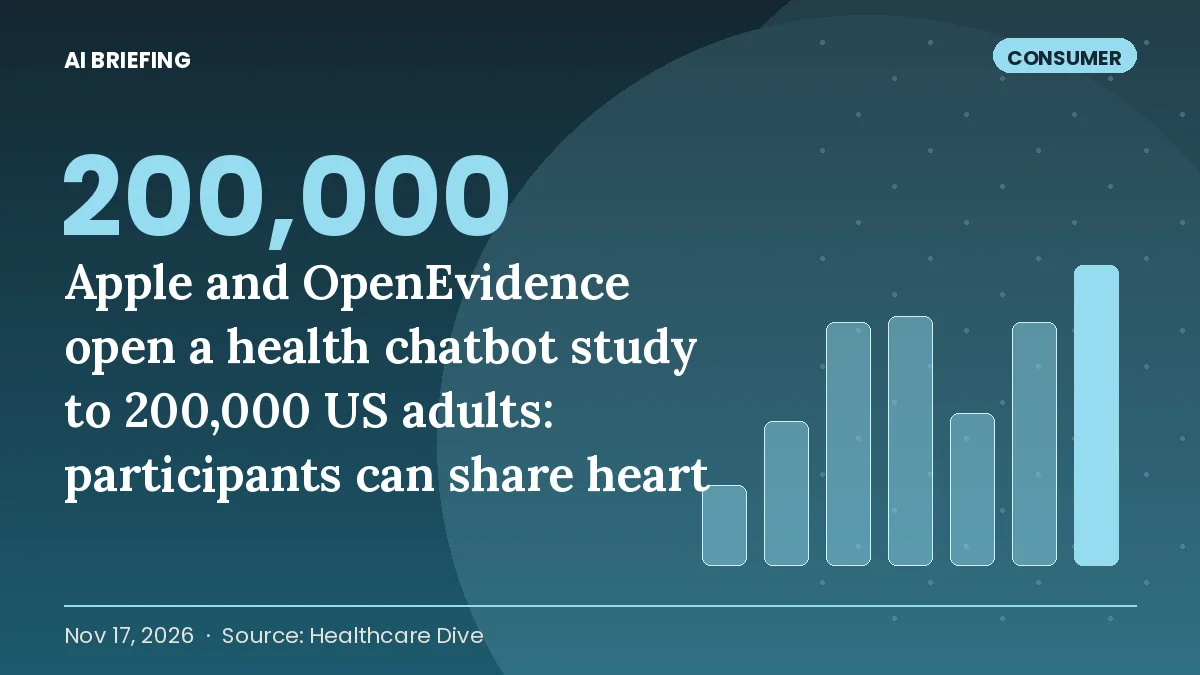 AI BRIEFING
CONSUMER
200,000
Apple and OpenEvidence
open a health chatbot study
to 200,000 US adults:
participants can share heart
Nov 17, 2026 · Source: Healthcare Dive